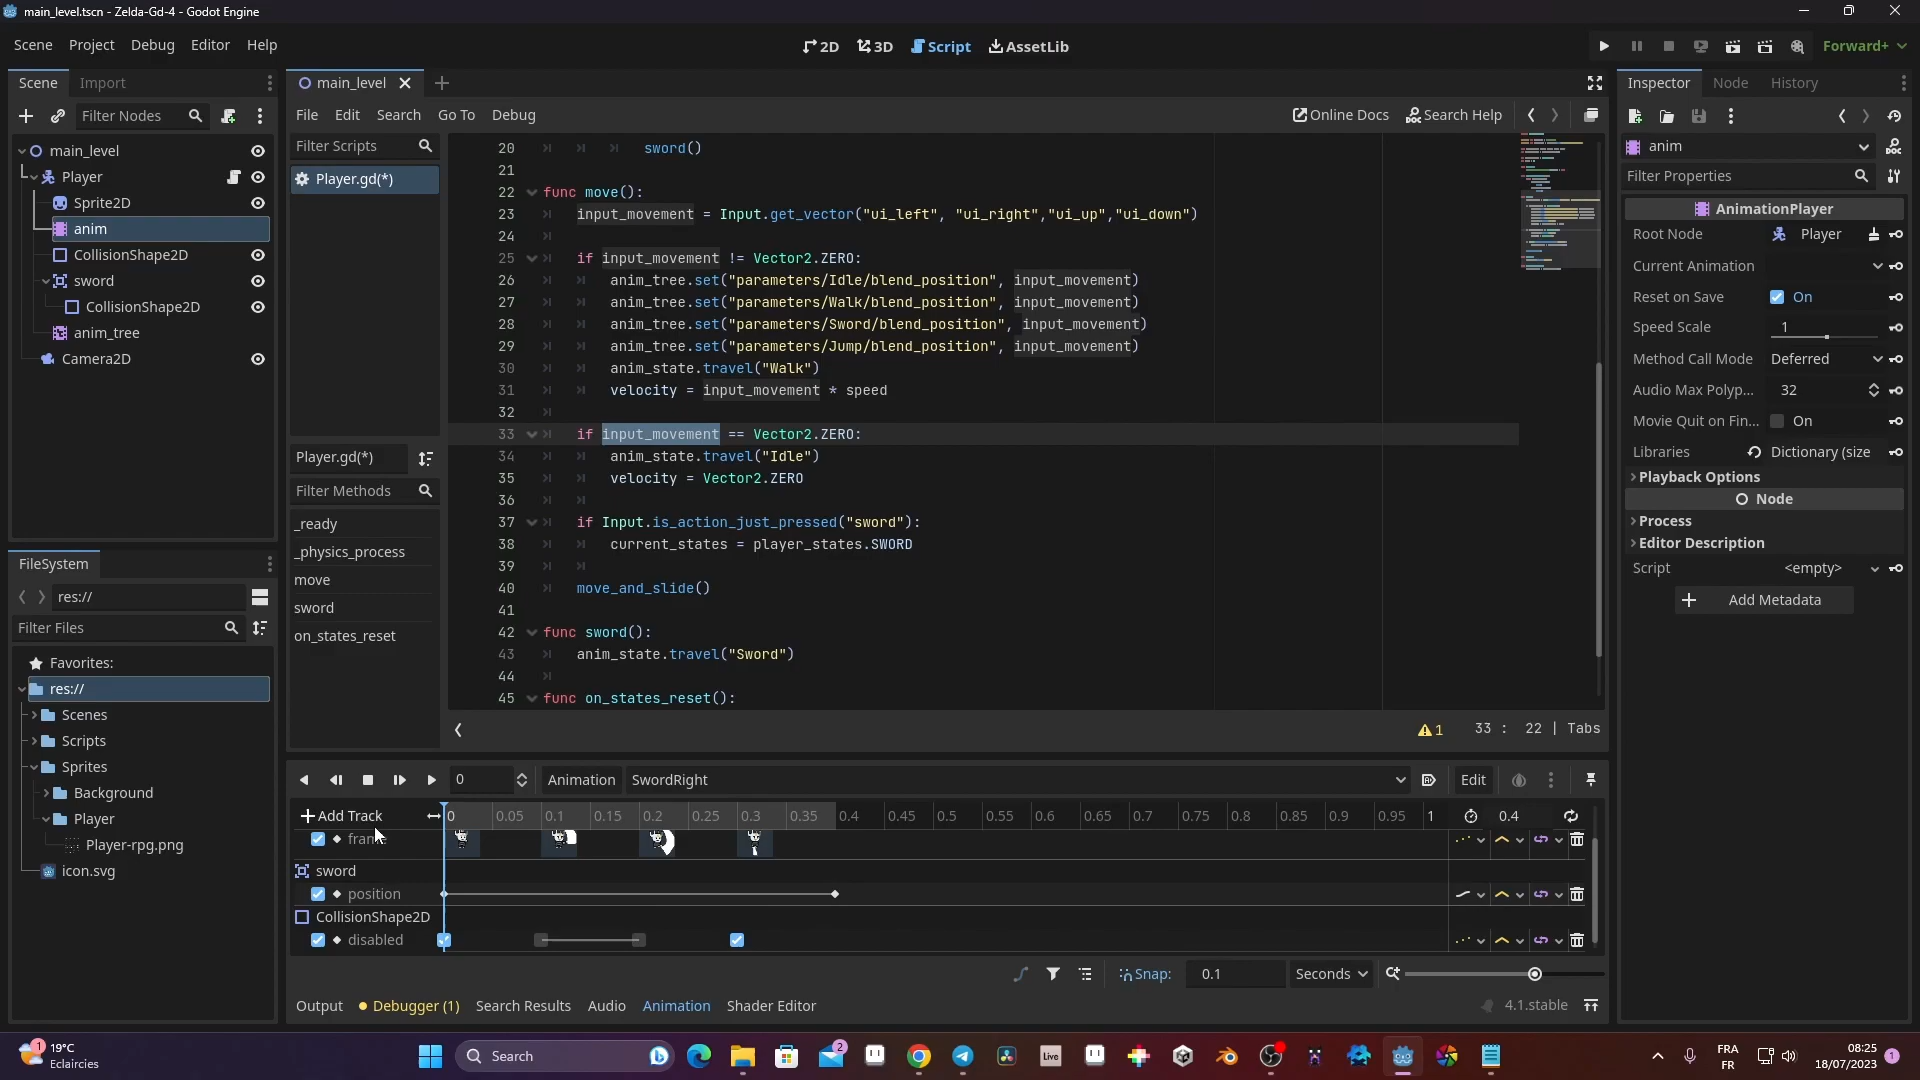 main_level.tscn - Zelda-Gd-4 - Godot Engine
Scene Project Debug Editor Help
2D 3D Script AssetLib
Forward+
Scene Import
main_level
Inspector Node History
Filter Nodes
File Edit Search Go To Debug
Online Docs Search Help
main_level
Player
Sprite2D
anim
CollisionShape2D
sword
CollisionShape2D
anim_tree
Camera2D
Filter Scripts
Player.gd(*)
Player.gd(*)
Filter Methods
_ready
_physics_process
move
sword
on_states_reset
20 sword()
21
22 func move():
23 input_movement = Input.get_vector("ui_left", "ui_right","ui_up","ui_down")
24
25 if input_movement != Vector2.ZERO:
26 anim_tree.set("parameters/Idle/blend_position", input_movement)
27 anim_tree.set("parameters/Walk/blend_position", input_movement)
28 anim_tree.set("parameters/Sword/blend_position", input_movement)
29 anim_tree.set("parameters/Jump/blend_position", input_movement)
30 anim_state.travel("Walk")
31 velocity = input_movement * speed
32
33 if input_movement == Vector2.ZERO:
34 anim_state.travel("Idle")
35 velocity = Vector2.ZERO
36
37 if Input.is_action_just_pressed("sword"):
38 current_states = player_states.SWORD
39
40 move_and_slide()
41
42 func sword():
43 anim_state.travel("Sword")
44
45 func on_states_reset():
1 33 : 22 | Tabs
anim
Filter Properties
AnimationPlayer
Root Node Player
Current Animation
Reset on Save On
Speed Scale 1
Method Call Mode Deferred
Audio Max Polyp... 32
Movie Quit on Fin... On
Libraries Dictionary (size
Playback Options
Node
Process
Editor Description
Script <empty>
Add Metadata
FileSystem
res://
Filter Files
Favorites:
res://
Scenes
Scripts
Sprites
Background
Player
Player-rpg.png
icon.svg
0 Animation SwordRight Edit
Add Track 0 0.05 0.1 0.15 0.2 0.25 0.3 0.35 0.4 0.45 0.5 0.55 0.6 0.65 0.7 0.75 0.8 0.85 0.9 0.95 1 0.4
sword
position
CollisionShape2D
disabled
Snap: 0.1 Seconds
Output Debugger (1) Search Results Audio Animation Shader Editor 4.1.stable
1
19°C
Eclaircies
Search
2
Live
FRA
FR
08:25
18/07/2023
1